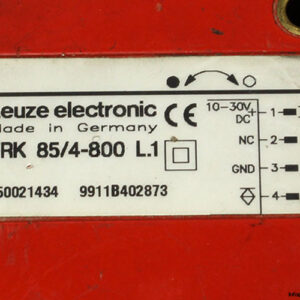 euze electronic CE
ade in Germany
RK 85/4-800 L.1
50021434 9911B402873
10-30V + 1
DC
NC 2
GND 3
4